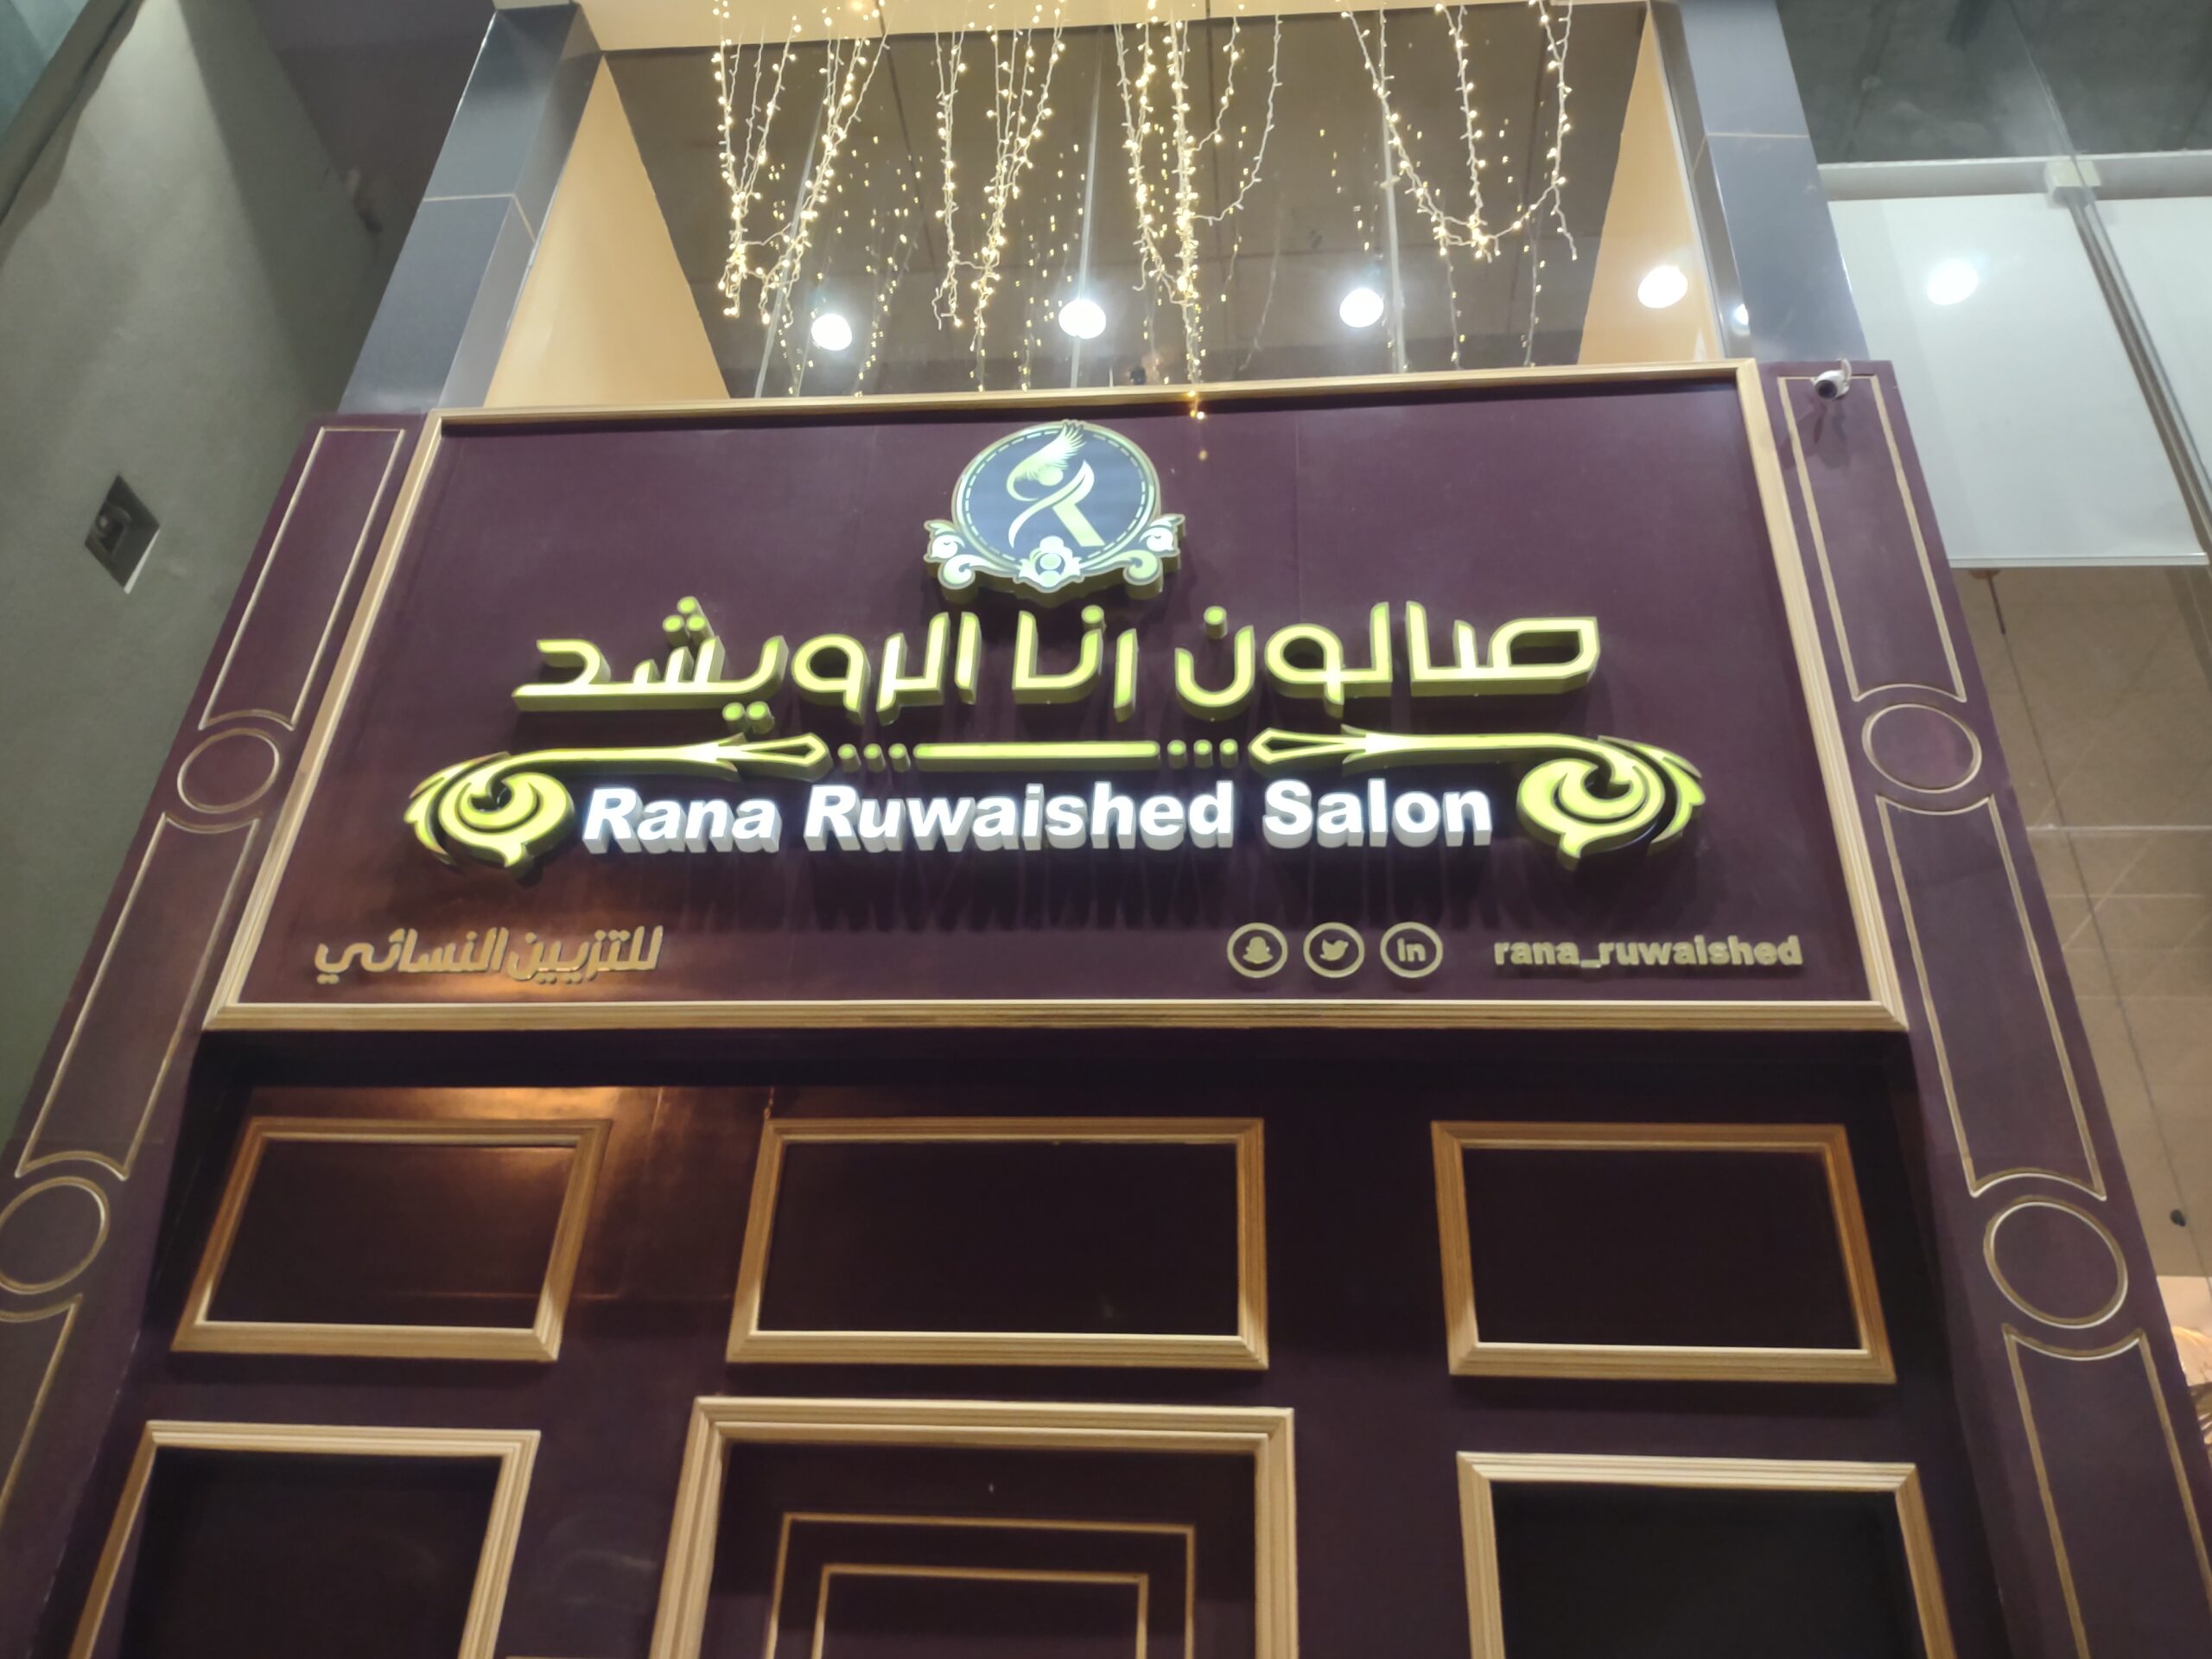 صالون رنا الرويشد
Rana Ruwaished Salon
للتزيين النسائي
in rana_ruwaished